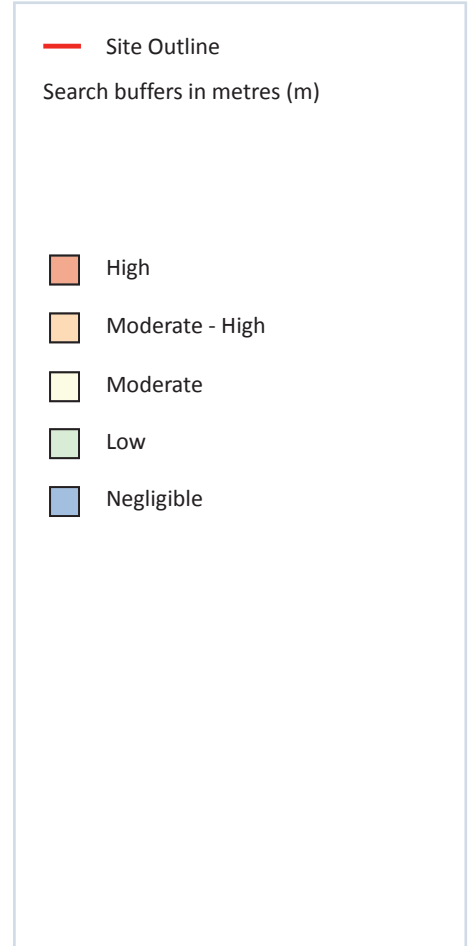 Site Outline
Search buffers in metres (m)
High
Moderate - High
Moderate
Low
Negligible